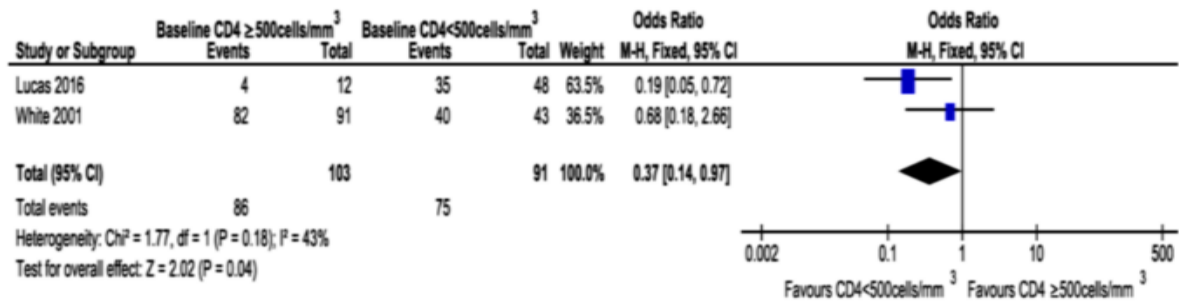 Baseline CD4 ≥500cells/mm³ Baseline CD4<500cells/mm³ Odds Ratio Odds Ratio
Study or Subgroup Events Total Events Total Weight M-H, Fixed, 95% CI M-H, Fixed, 95% CI
Lucas 2016 4 12 35 48 63.5% 0.19 [0.05, 0.72]
White 2001 82 91 40 43 36.5% 0.68 [0.18, 2.66]
Total (95% CI) 103 91 100.0% 0.37 [0.14, 0.97]
Total events 86 75
Heterogeneity: Chi² = 1.77, df = 1 (P = 0.18); I² = 43%
Test for overall effect: Z = 2.02 (P = 0.04)
0.002 0.1 1 10 500
Favours CD4<500cells/mm³ Favours CD4 ≥500cells/mm³